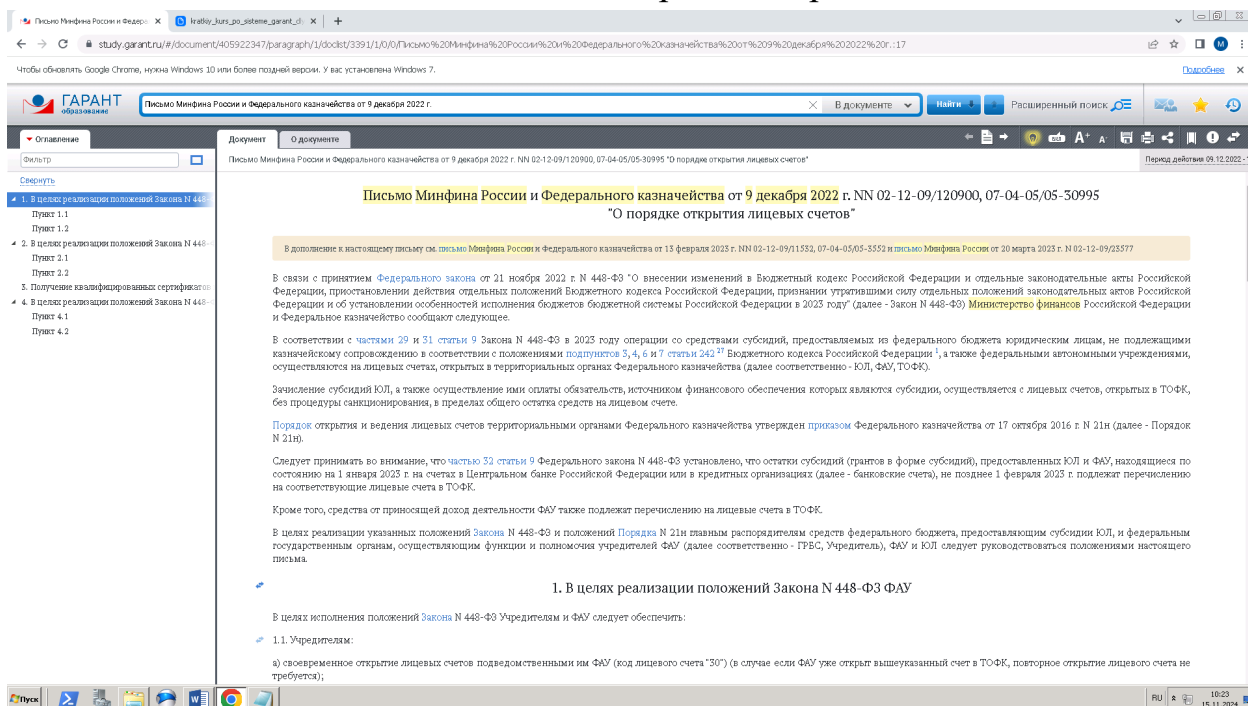 Письмо Минфина России и Федера
kratkiy_kurs_po_sisteme_garant_d
study.garant.ru/#/document/405922347/paragraph/1/doclist/3391/1/0/0/Письмо%20Минфина%20России%20и%20Федерального%20казначейства%20от%209%20декабря%202022%20г.:17
M
Чтобы обновлять Google Chrome, нужна Windows 10 или более поздней версии. У вас установлена Windows 7.
Подробнее
ГАРАНТ
образование
Письмо Минфина России и Федерального казначейства от 9 декабря 2022 г.
В документе
Найти
Расширенный поиск
Оглавление
Документ
О документе
A+ A-
Фильтр
Письмо Минфина России и Федерального казначейства от 9 декабря 2022 г. NN 02-12-09/120900, 07-04-05/05-30995 "О порядке открытия лицевых счетов"
Период действия 09.12.2022 -
Свернуть
1. В целях реализации положений Закона N 448-
Пункт 1.1
Пункт 1.2
2. В целях реализации положений Закона N 448-
Пункт 2.1
Пункт 2.2
3. Получение квалифицированных сертификатов
4. В целях реализации положений Закона N 448-
Пункт 4.1
Пункт 4.2
Письмо Минфина России и Федерального казначейства от 9 декабря 2022 г. NN 02-12-09/120900, 07-04-05/05-30995
"О порядке открытия лицевых счетов"
В дополнение к настоящему письму см. письмо Минфина России и Федерального казначейства от 13 февраля 2023 г. NN 02-12-09/11532, 07-04-05/05-3552 и письмо Минфина России от 20 марта 2023 г. N 02-12-09/23577
В связи с принятием Федерального закона от 21 ноября 2022 г. N 448-ФЗ "О внесении изменений в Бюджетный кодекс Российской Федерации и отдельные законодательные акты Российской
Федерации, приостановлении действия отдельных положений Бюджетного кодекса Российской Федерации, признании утратившими силу отдельных положений законодательных актов Российской
Федерации и об установлении особенностей исполнения бюджетов бюджетной системы Российской Федерации в 2023 году" (далее - Закон N 448-ФЗ) Министерство финансов Российской Федерации
и Федеральное казначейство сообщают следующее.
В соответствии с частями 29 и 31 статьи 9 Закона N 448-ФЗ в 2023 году операции со средствами субсидий, предоставляемых из федерального бюджета юридическим лицам, не подлежащими
казначейскому сопровождению в соответствии с положениями подпунктов 3, 4, 6 и 7 статьи 242 27 Бюджетного кодекса Российской Федерации 1, а также федеральными автономными учреждениями,
осуществляются на лицевых счетах, открытых в территориальных органах Федерального казначейства (далее соответственно - ЮЛ, ФАУ, ТОФК).
Зачисление субсидий ЮЛ, а также осуществление ими оплаты обязательств, источником финансового обеспечения которых являются субсидии, осуществляется с лицевых счетов, открытых в ТОФК,
без процедуры санкционирования, в пределах общего остатка средств на лицевом счете.
Порядок открытия и ведения лицевых счетов территориальными органами Федерального казначейства утвержден приказом Федерального казначейства от 17 октября 2016 г. N 21н (далее - Порядок
N 21н).
Следует принимать во внимание, что частью 32 статьи 9 Федерального закона N 448-ФЗ установлено, что остатки субсидий (грантов в форме субсидий), предоставленных ЮЛ и ФАУ, находящиеся по
состоянию на 1 января 2023 г. на счетах в Центральном банке Российской Федерации или в кредитных организациях (далее - банковские счета), не позднее 1 февраля 2023 г. подлежат перечислению
на соответствующие лицевые счета в ТОФК.
Кроме того, средства от приносящей доход деятельности ФАУ также подлежат перечислению на лицевые счета в ТОФК.
В целях реализации указанных положений Закона N 448-ФЗ и положений Порядка N 21н главным распорядителям средств федерального бюджета, предоставляющим субсидии ЮЛ, и федеральным
государственным органам, осуществляющим функции и полномочия учредителей ФАУ (далее соответственно - ГРБС, Учредитель), ФАУ и ЮЛ следует руководствоваться положениями настоящего
письма.
1. В целях реализации положений Закона N 448-ФЗ ФАУ
В целях исполнения положений Закона N 448-ФЗ Учредителям и ФАУ следует обеспечить:
1.1. Учредителям:
а) своевременное открытие лицевых счетов подведомственными им ФАУ (код лицевого счета "30") (в случае если ФАУ уже открыт вышеуказанный счет в ТОФК, повторное открытие лицевого счета не
требуется);
Пуск
RU
10:23
15.11.2024